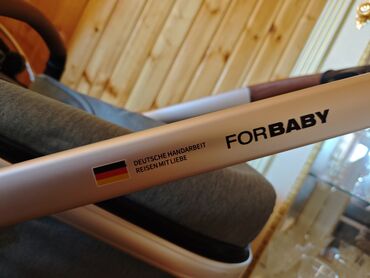 DEUTSCHE HANDARBEIT
REISEN MIT LIEBE
FORBABY